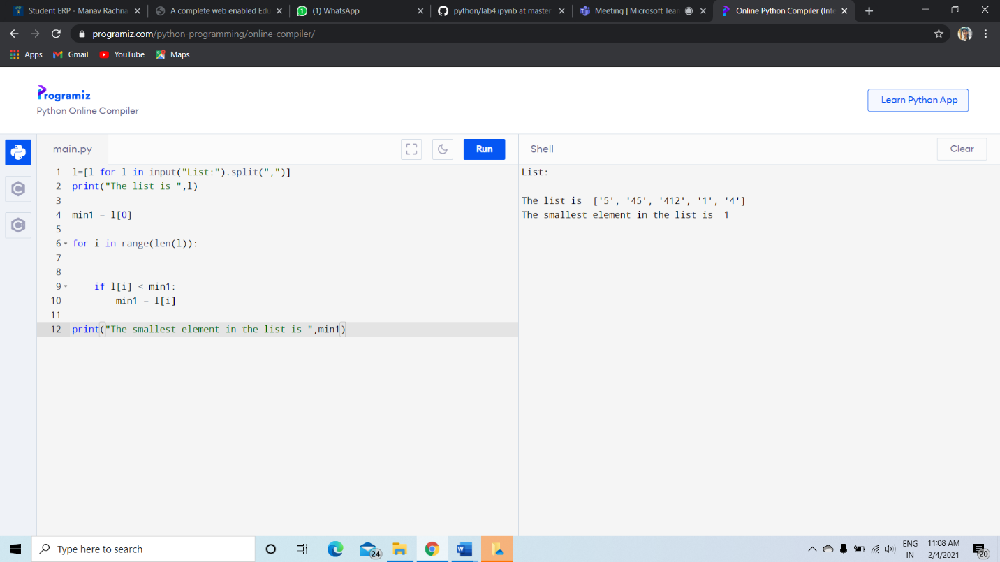 Student ERP - Manav Rachna
A complete web enabled Edu
(1) WhatsApp
python/lab4.ipynb at master
Meeting | Microsoft Tean
Online Python Compiler (Inte
programiz.com/python-programming/online-compiler/
Apps
Gmail
YouTube
Maps
Programiz
Python Online Compiler
Learn Python App
main.py
Run
Shell
Clear
1 l=[l for l in input("List:").split(",")]
2 print("The list is ",l)
3
4 min1 = l[0]
5
6 for i in range(len(l)):
7
8
9 if l[i] < min1:
10 min1 = l[i]
11
12 print("The smallest element in the list is ",min1)
List:
The list is  ['5', '45', '412', '1', '4']
The smallest element in the list is  1
Type here to search
24
ENG
IN
11:08 AM
2/4/2021
20